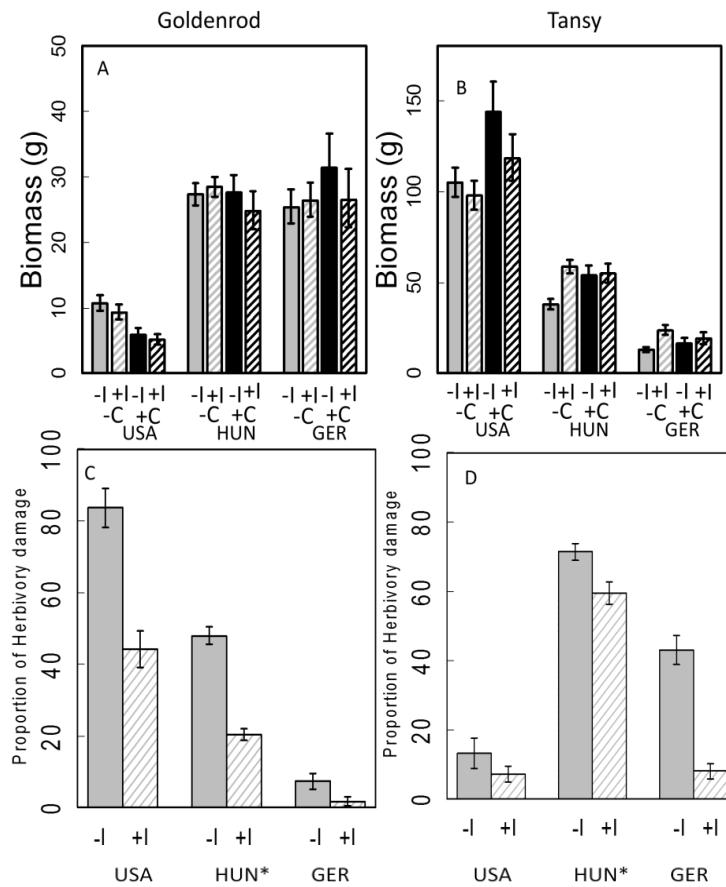 Goldenrod
Tansy
A
Biomass (g)
0 10 20 30 40 50
-I +I -I +I -I +I -I +I -I +I -I +I
-C +C -C +C -C +C
USA HUN GER
B
Biomass (g)
0 50 100 150
-I +I -I +I -I +I -I +I -I +I -I +I
-C +C -C +C -C +C
USA HUN GER
C
Proportion of Herbivory damage
0 20 40 60 80 100
-I +I -I +I -I +I
USA HUN* GER
D
Proportion of Herbivory damage
0 20 40 60 80 100
-I +I -I +I -I +I
USA HUN* GER